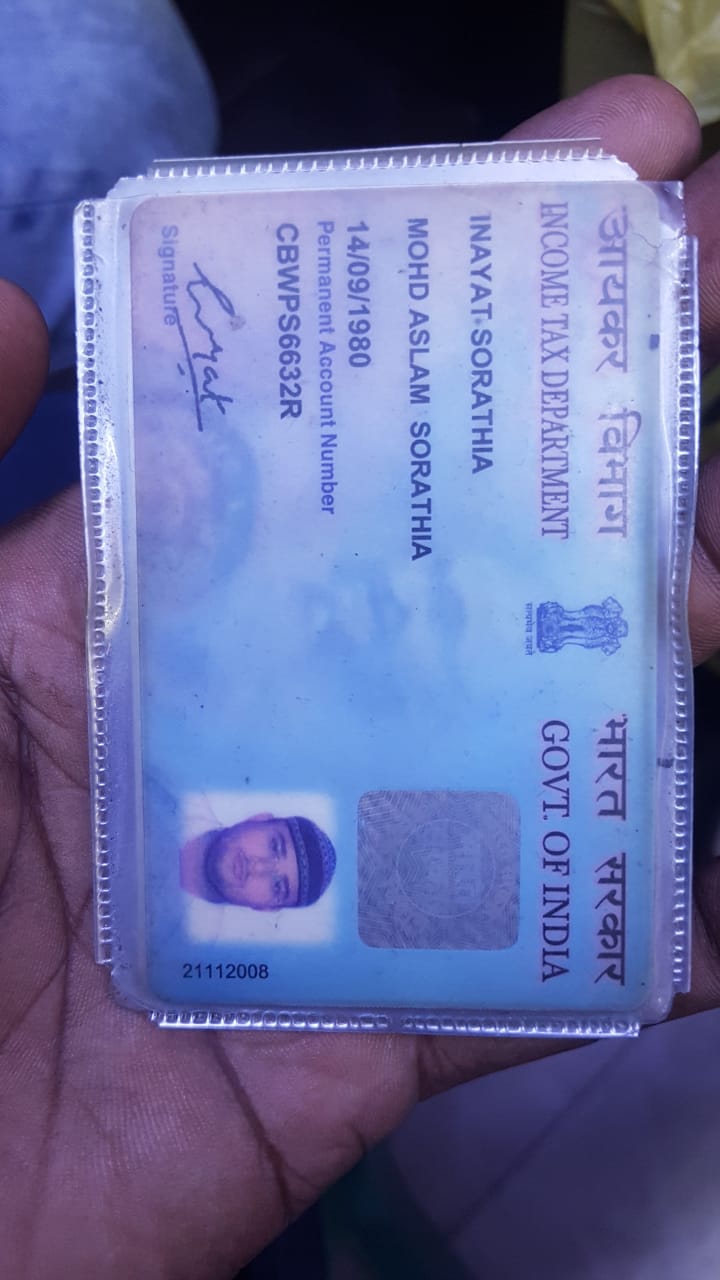 आयकर विभाग
INCOME TAX DEPARTMENT
सत्यमेव जयते
भारत सरकार
GOVT. OF INDIA
INAYAT SORATHIA
MOHD ASLAM SORATHIA
14/09/1980
Permanent Account Number
CBWPS6632R
Inayat
Signature
21112008